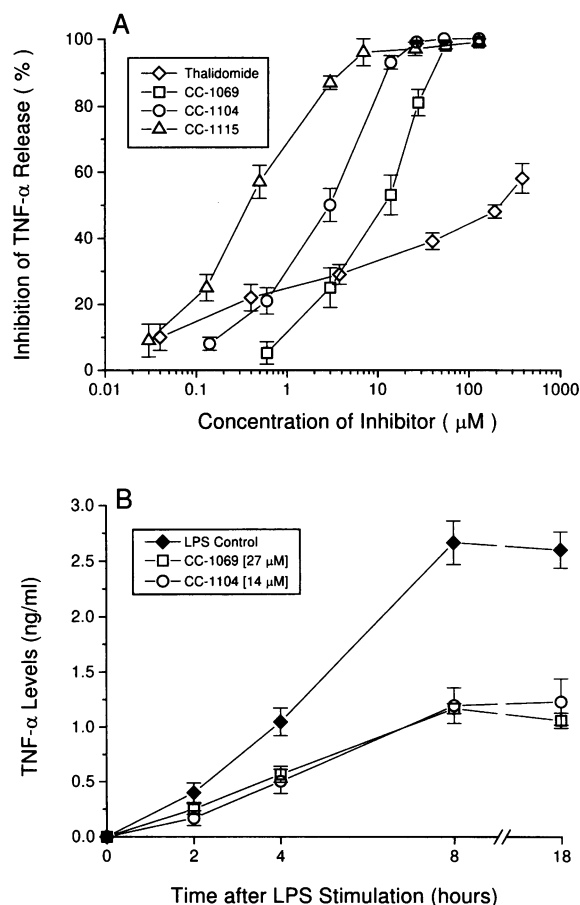 A
Thalidomide
CC-1069
CC-1104
CC-1115
Inhibition of TNF-α Release ( % )
100
80
60
40
20
0
0.01
0.1
1
10
100
1000
Concentration of Inhibitor ( μM )
B
LPS Control
CC-1069 [27 μM]
CC-1104 [14 μM]
TNF-α Levels (ng/ml)
3.0
2.5
2.0
1.5
1.0
0.5
0.0
0
2
4
8
18
Time after LPS Stimulation (hours)